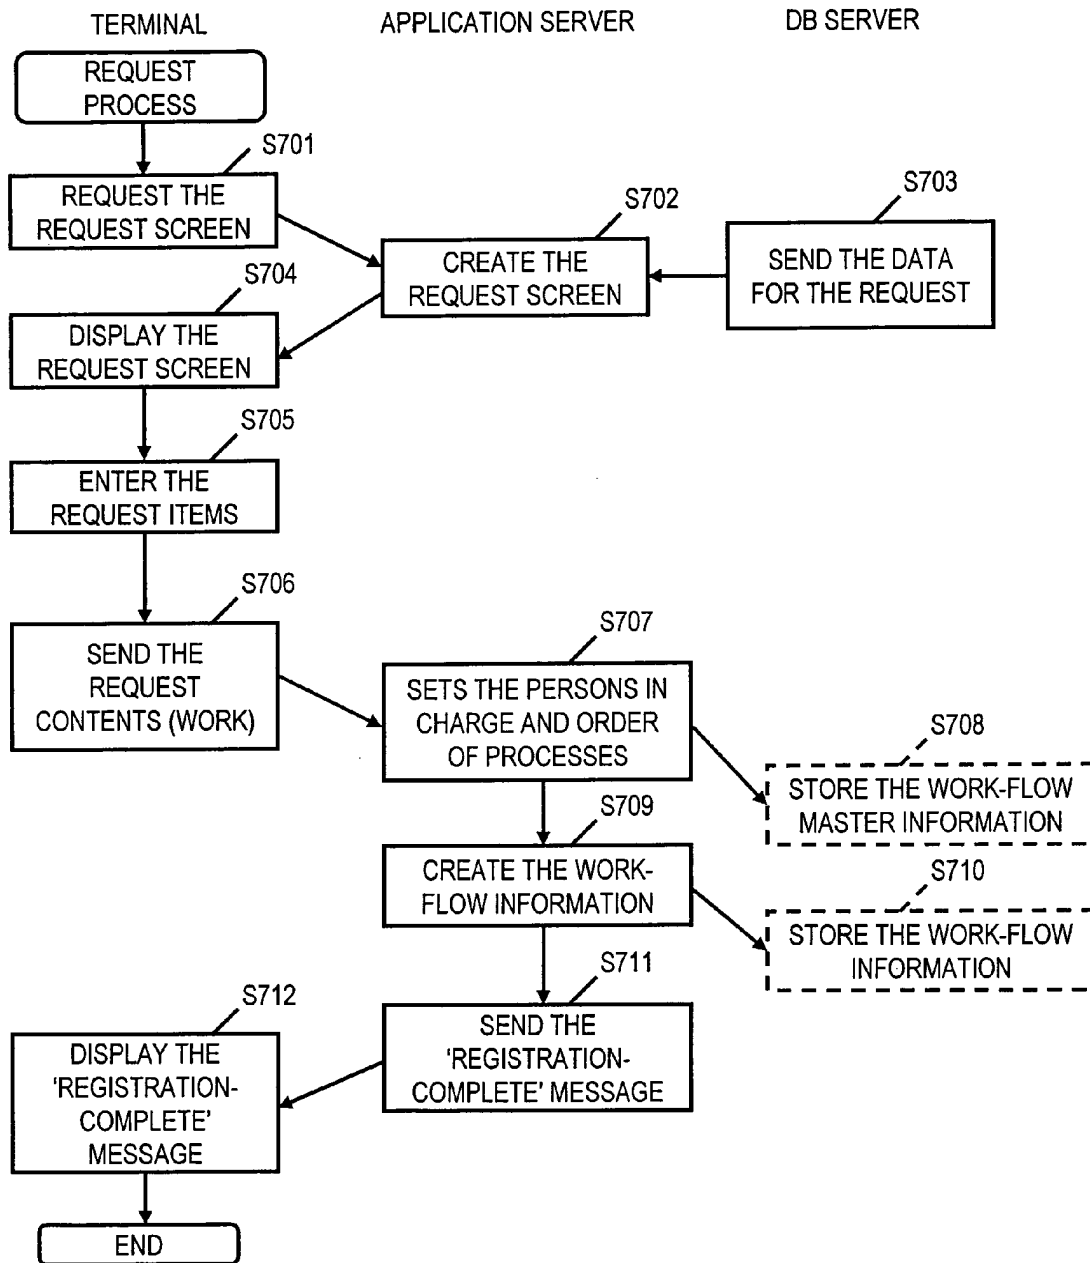 TERMINAL
APPLICATION SERVER
DB SERVER
REQUEST
PROCESS
S701
REQUEST THE
REQUEST SCREEN
S702
CREATE THE
REQUEST SCREEN
S703
SEND THE DATA
FOR THE REQUEST
S704
DISPLAY THE
REQUEST SCREEN
S705
ENTER THE
REQUEST ITEMS
S706
SEND THE
REQUEST
CONTENTS (WORK)
S707
SETS THE PERSONS IN
CHARGE AND ORDER
OF PROCESSES
S708
STORE THE WORK-FLOW
MASTER INFORMATION
S709
CREATE THE WORK-
FLOW INFORMATION
S710
STORE THE WORK-FLOW
INFORMATION
S711
SEND THE
'REGISTRATION-
COMPLETE' MESSAGE
S712
DISPLAY THE
'REGISTRATION-
COMPLETE'
MESSAGE
END